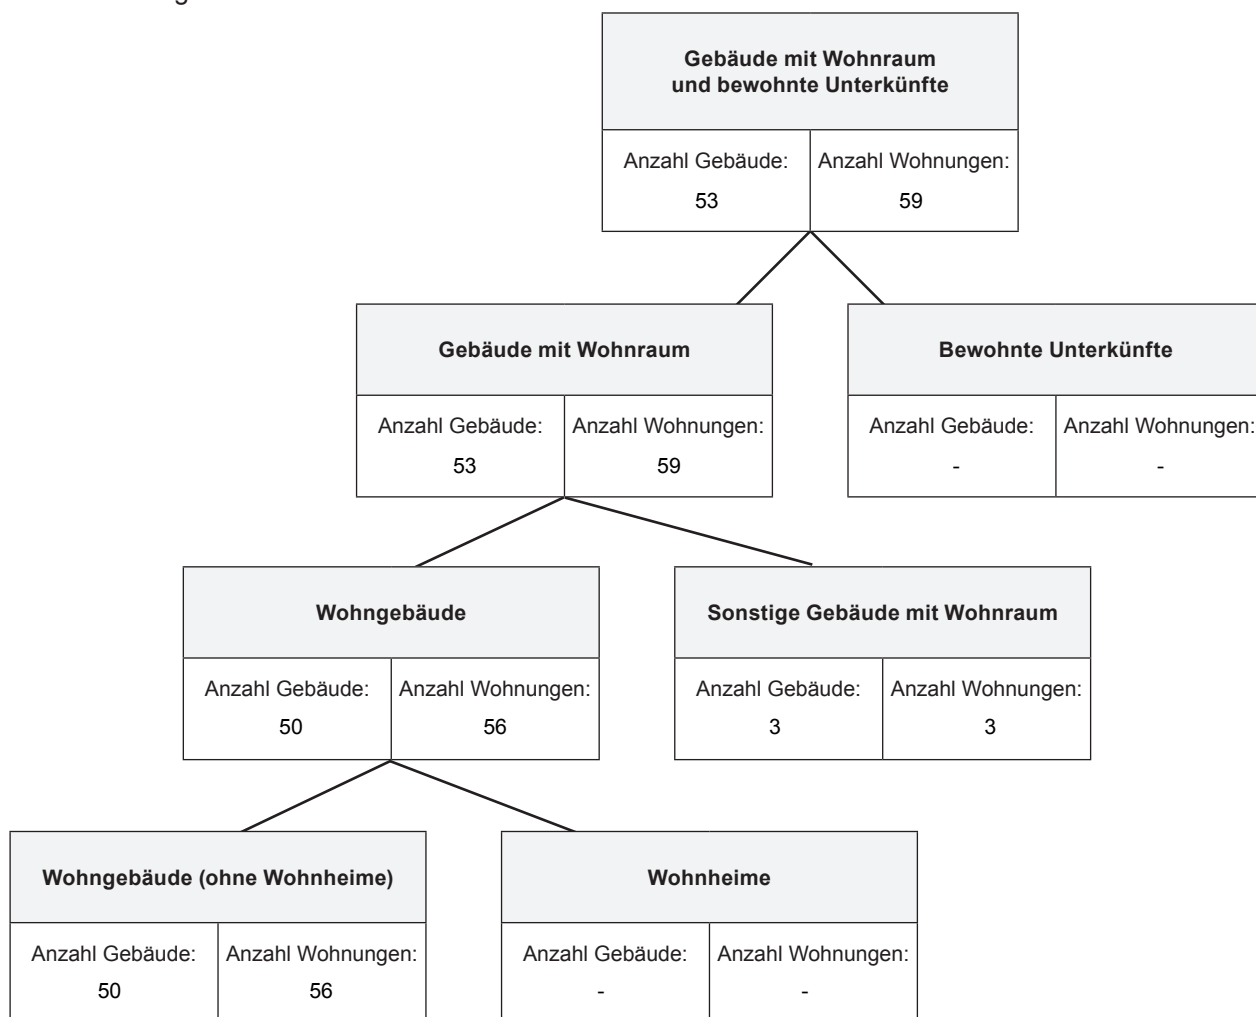 Gebäude mit Wohnraum
und bewohnte Unterkünfte
Anzahl Gebäude: Anzahl Wohnungen:
53 59
Gebäude mit Wohnraum
Anzahl Gebäude: Anzahl Wohnungen:
53 59
Bewohnte Unterkünfte
Anzahl Gebäude: Anzahl Wohnungen:
- -
Wohngebäude
Anzahl Gebäude: Anzahl Wohnungen:
50 56
Sonstige Gebäude mit Wohnraum
Anzahl Gebäude: Anzahl Wohnungen:
3 3
Wohngebäude (ohne Wohnheime)
Anzahl Gebäude: Anzahl Wohnungen:
50 56
Wohnheime
Anzahl Gebäude: Anzahl Wohnungen:
- -